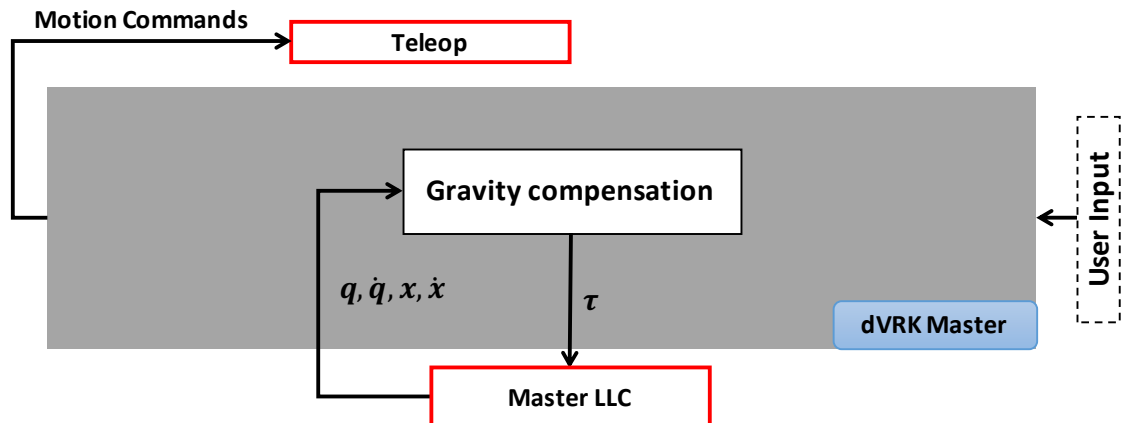 Motion Commands
Teleop
Gravity compensation
User Input
q, q̇, x, ẋ
τ
dVRK Master
Master LLC